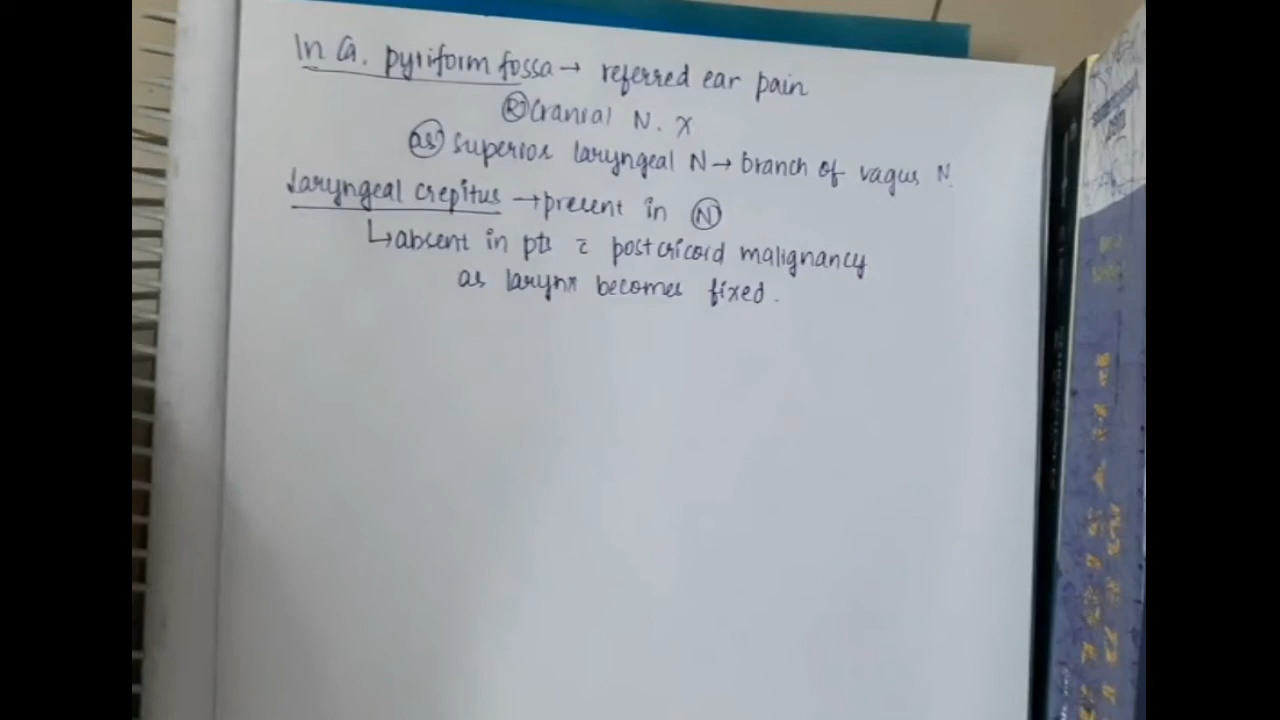 In Ca. pyriform fossa → referred ear pain
Ⓡ Cranial N. X
(as) superior laryngeal N → branch of vagus N.
Laryngeal crepitus → present in Ⓝ
↳ absent in pts c̄ postcricoid malignancy
as larynx becomes fixed.